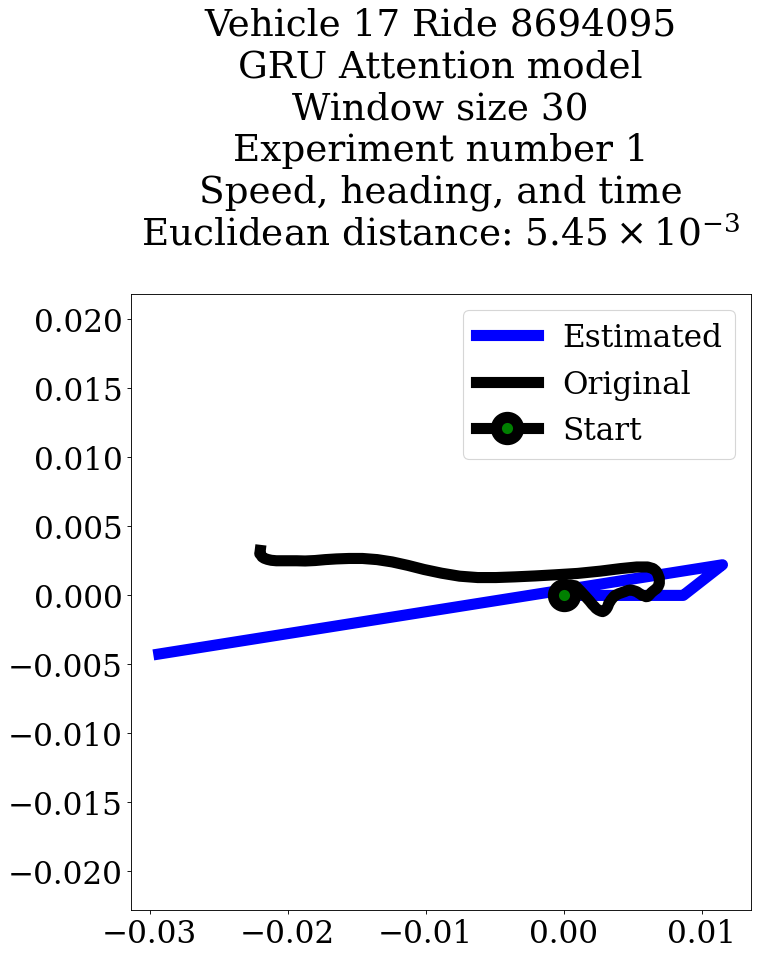 Vehicle 17 Ride 8694095
GRU Attention model
Window size 30
Experiment number 1
Speed, heading, and time
Euclidean distance: 5.45 × 10⁻³
Estimated
Original
Start
0.020
0.015
0.010
0.005
0.000
−0.005
−0.010
−0.015
−0.020
−0.03 −0.02 −0.01 0.00 0.01